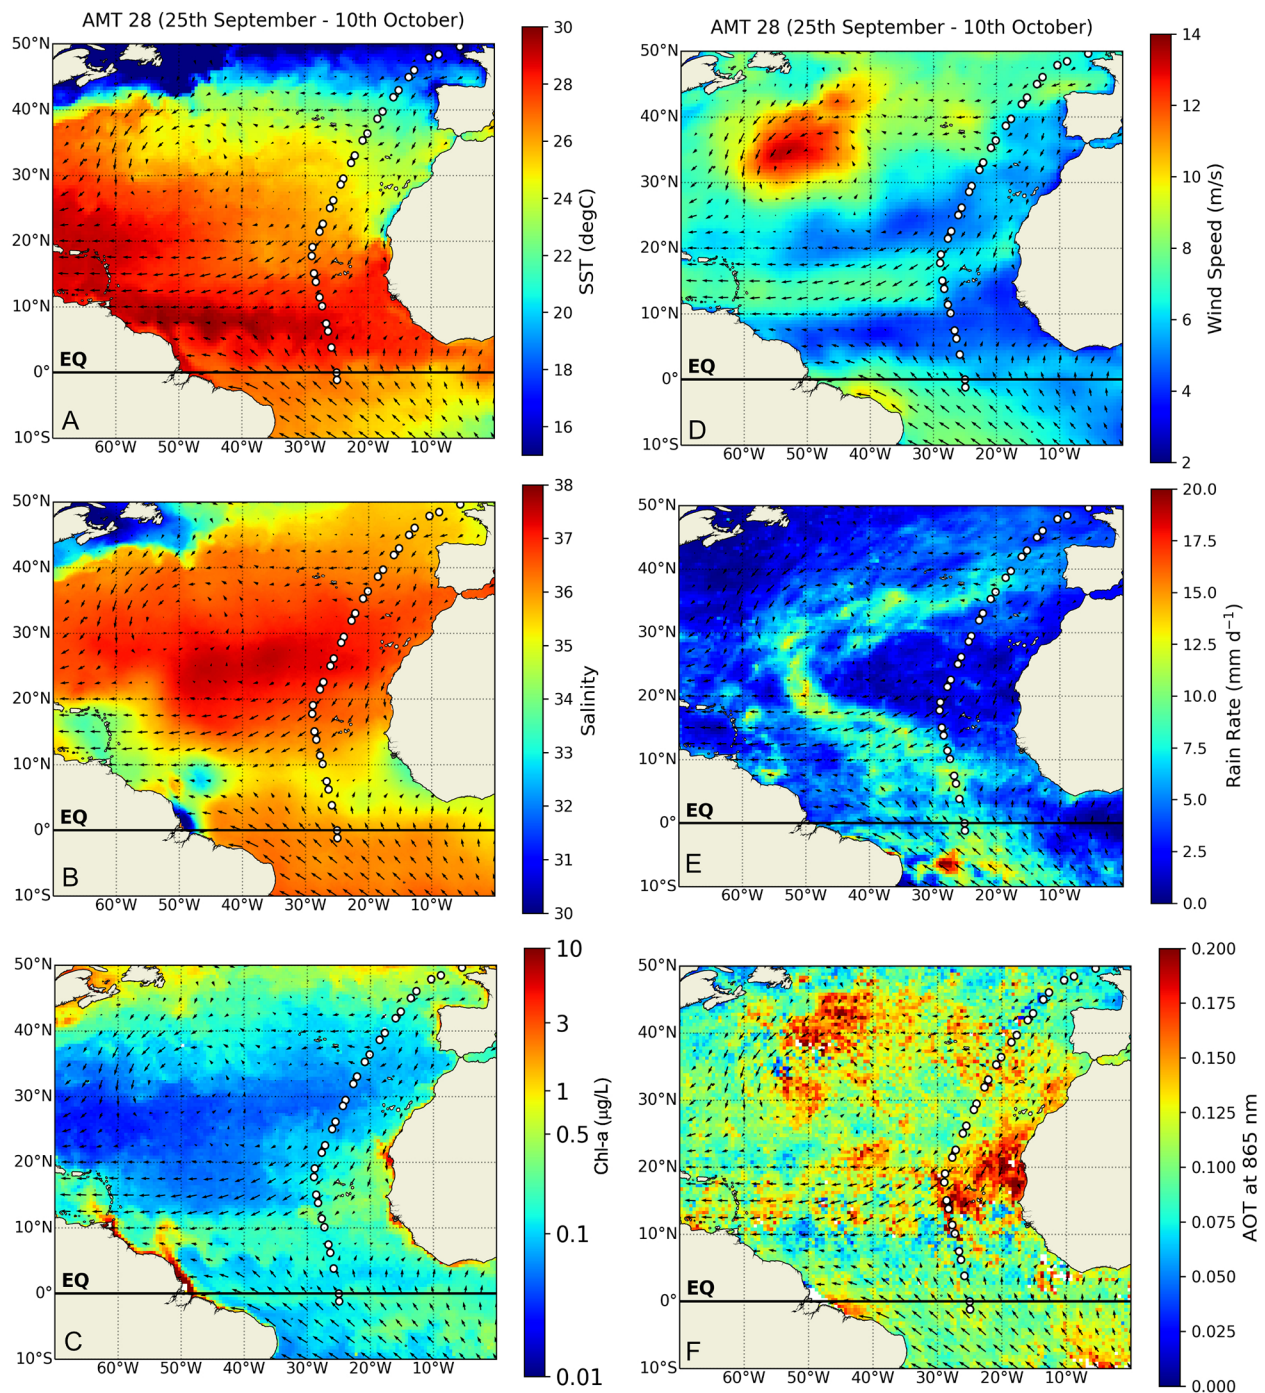 AMT 28 (25th September - 10th October)
50°N
40°N
30°N
20°N
10°N
0°
10°S
EQ
A
60°W 50°W 40°W 30°W 20°W 10°W
30
28
26
24
22
20
18
16
SST (degC)
AMT 28 (25th September - 10th October)
50°N
40°N
30°N
20°N
10°N
0°
10°S
EQ
D
60°W 50°W 40°W 30°W 20°W 10°W
14
12
10
8
6
4
2
Wind Speed (m/s)
50°N
40°N
30°N
20°N
10°N
0°
10°S
EQ
B
60°W 50°W 40°W 30°W 20°W 10°W
38
37
36
35
34
33
32
31
30
Salinity
50°N
40°N
30°N
20°N
10°N
0°
10°S
EQ
E
60°W 50°W 40°W 30°W 20°W 10°W
20.0
17.5
15.0
12.5
10.0
7.5
5.0
2.5
0.0
Rain Rate (mm d⁻¹)
50°N
40°N
30°N
20°N
10°N
0°
10°S
EQ
C
60°W 50°W 40°W 30°W 20°W 10°W
10
3
1
0.5
0.1
0.01
Chl-a (µg/L)
50°N
40°N
30°N
20°N
10°N
0°
10°S
EQ
F
60°W 50°W 40°W 30°W 20°W 10°W
0.200
0.175
0.150
0.125
0.100
0.075
0.050
0.025
0.000
AOT at 865 nm